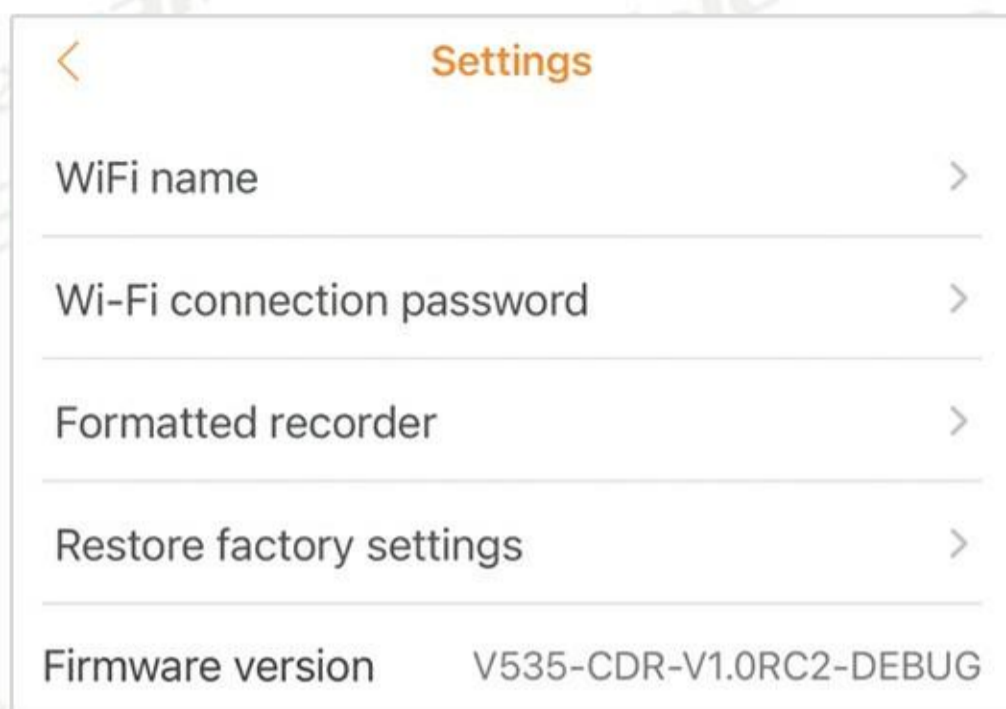 Settings
WiFi name
Wi-Fi connection password
Formatted recorder
Restore factory settings
Firmware version V535-CDR-V1.0RC2-DEBUG